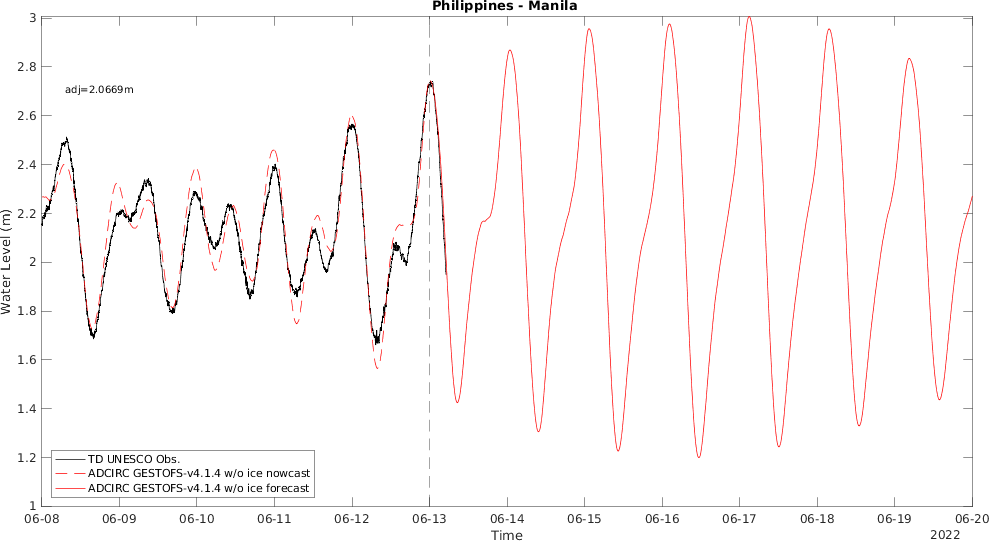 Philippines - Manila
3
2.8
2.6
2.4
2.2
2
1.8
1.6
1.4
1.2
1
Water Level (m)
adj=2.0669m
TD UNESCO Obs.
ADCIRC GESTOFS-v4.1.4 w/o ice nowcast
ADCIRC GESTOFS-v4.1.4 w/o ice forecast
06-08 06-09 06-10 06-11 06-12 06-13 06-14 06-15 06-16 06-17 06-18 06-19 06-20
Time
2022